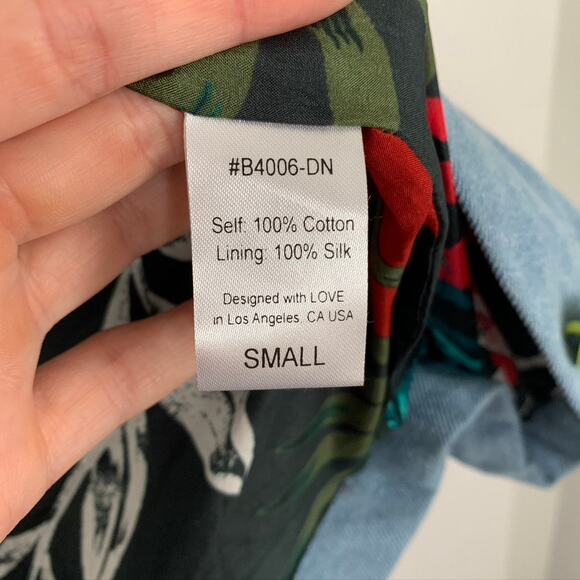 #B4006-DN
Self: 100% Cotton
Lining: 100% Silk
Designed with LOVE
in Los Angeles, CA USA
SMALL